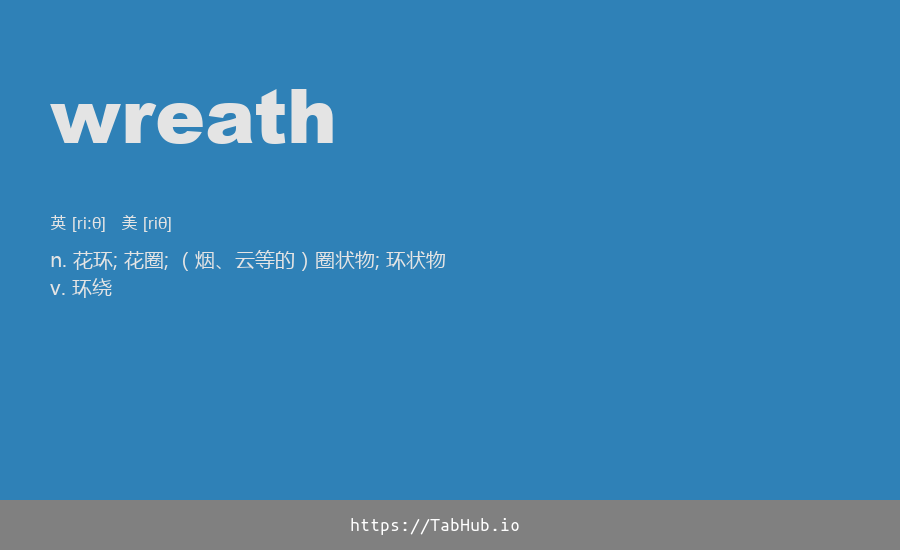 wreath
英 [ri:θ] 美 [riθ]
n. 花环; 花圈; （烟、云等的）圈状物; 环状物
v. 环绕
https://TabHub.io